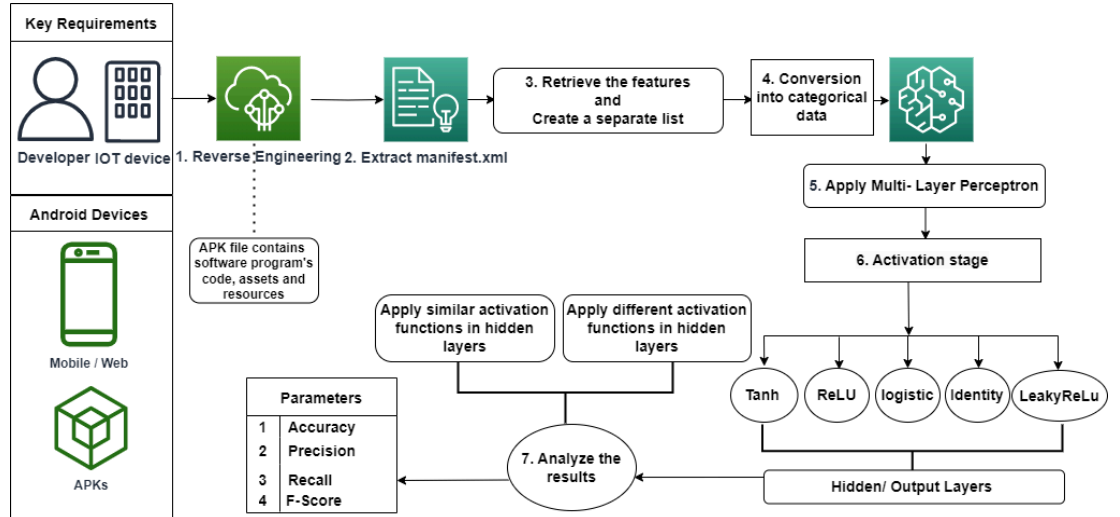 Key Requirements
Developer
IOT device
Android Devices
Mobile / Web
APKs
1. Reverse Engineering
APK file contains
software program's
code, assets and
resources
2. Extract manifest.xml
3. Retrieve the features
and
Create a separate list
4. Conversion
into categorical
data
5. Apply Multi- Layer Perceptron
6. Activation stage
Tanh
ReLU
logistic
Identity
LeakyReLu
Hidden/ Output Layers
Apply similar activation
functions in hidden
layers
Apply different activation
functions in hidden
layers
7. Analyze the
results
Parameters
1 Accuracy
2 Precision
3 Recall
4 F-Score